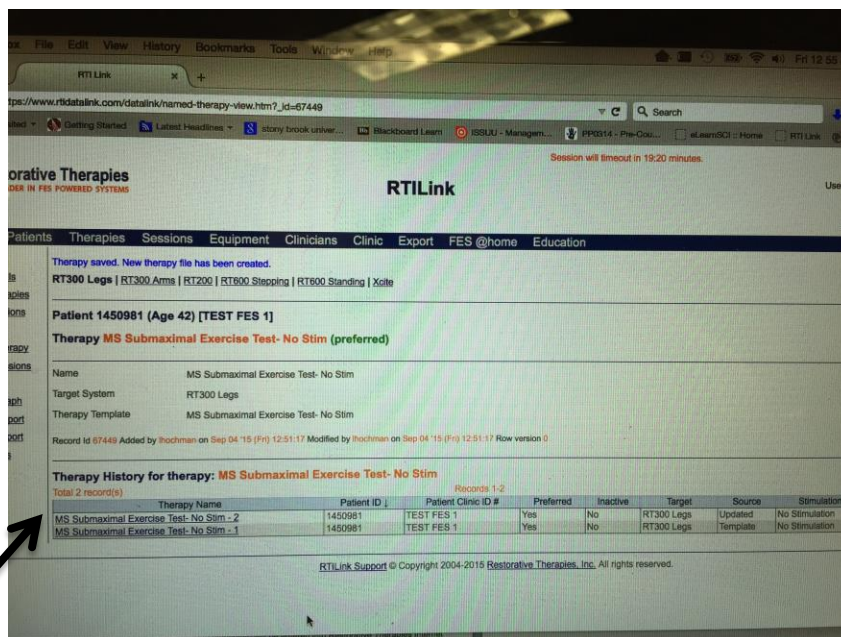 File Edit View History Bookmarks Tools Window Help Fri 12 55
RTI Link × +
tps://www.rtidatalink.com/datalink/named-therapy-view.htm?_id=67449 Search
Getting Started Latest Headlines stony brook univer... Blackboard Learn ISSUU - Managem... PP0314 - Pre-Cou... eLearnSCI :: Home RTI Link
Session will timeout in 19:20 minutes.
orative Therapies
ADER IN FES POWERED SYSTEMS
RTILink
Use
Patients Therapies Sessions Equipment Clinicians Clinic Export FES @home Education
Therapy saved. New therapy file has been created.
RT300 Legs | RT300 Arms | RT200 | RT600 Stepping | RT600 Standing | Xcite
Patient 1450981 (Age 42) [TEST FES 1]
Therapy MS Submaximal Exercise Test- No Stim (preferred)
Name MS Submaximal Exercise Test- No Stim
Target System RT300 Legs
Therapy Template MS Submaximal Exercise Test- No Stim
Record Id 67449 Added by lhochman on Sep 04 '15 (Fri) 12:51:17 Modified by lhochman on Sep 04 '15 (Fri) 12:51:17 Row version 0
Therapy History for therapy: MS Submaximal Exercise Test- No Stim
Total 2 record(s) Records 1-2
Therapy Name Patient ID ↓ Patient Clinic ID # Preferred Inactive Target Source Stimulation
MS Submaximal Exercise Test- No Stim - 2 1450981 TEST FES 1 Yes No RT300 Legs Updated No Stimulation
MS Submaximal Exercise Test- No Stim - 1 1450981 TEST FES 1 Yes No RT300 Legs Template No Stimulation
RTILink Support © Copyright 2004-2015 Restorative Therapies, Inc. All rights reserved.